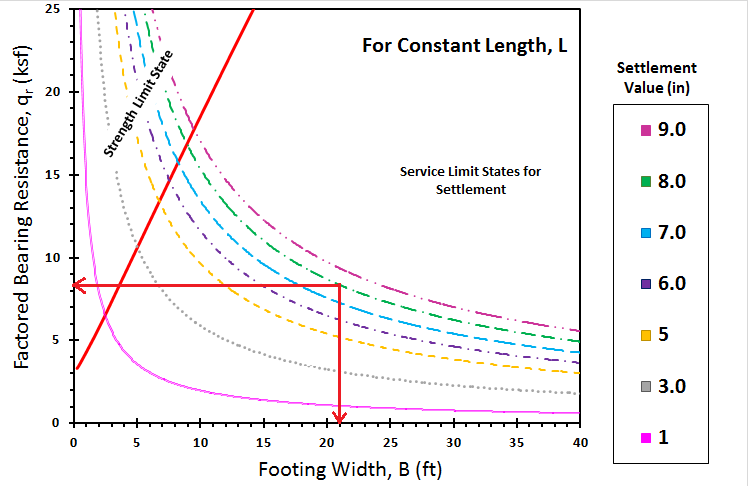 For Constant Length, L
Strength Limit State
Service Limit States for
Settlement
Factored Bearing Resistance, qr (ksf)
25
20
15
10
5
0
0 5 10 15 20 25 30 35 40
Footing Width, B (ft)
Settlement
Value (in)
9.0
8.0
7.0
6.0
5
3.0
1